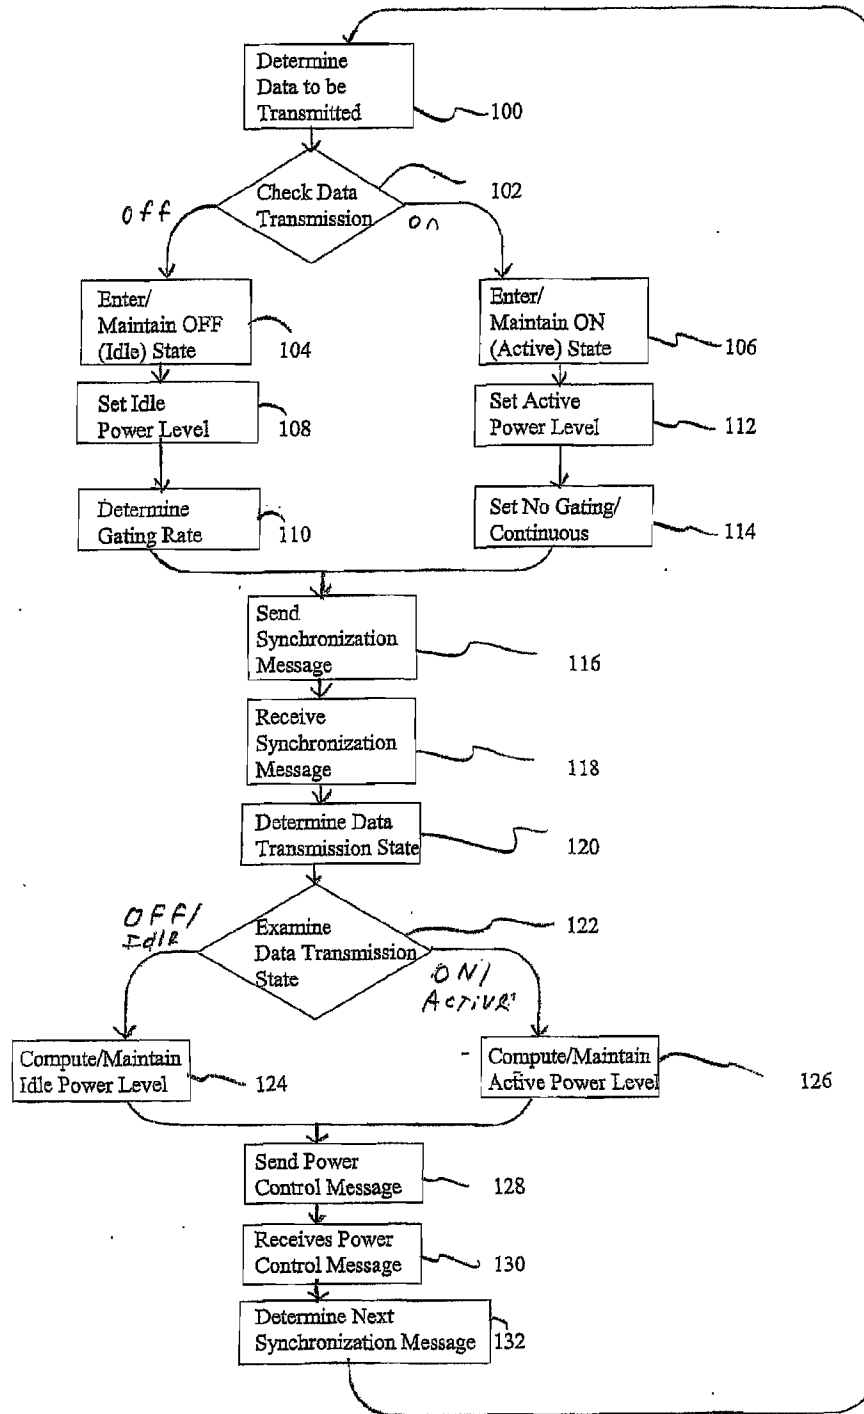 Determine
Data to be
Transmitted
100
Check Data
Transmission
102
off
on
Enter/
Maintain OFF
(Idle) State
104
Enter/
Maintain ON
(Active) State
106
Set Idle
Power Level
108
Set Active
Power Level
112
Determine
Gating Rate
110
Set No Gating/
Continuous
114
Send
Synchronization
Message
116
Receive
Synchronization
Message
118
Determine Data
Transmission State
120
Examine
Data Transmission
State
122
OFF/
Idle
ON/
Active
Compute/Maintain
Idle Power Level
124
Compute/Maintain
Active Power Level
126
Send Power
Control Message
128
Receives Power
Control Message
130
Determine Next
Synchronization Message
132